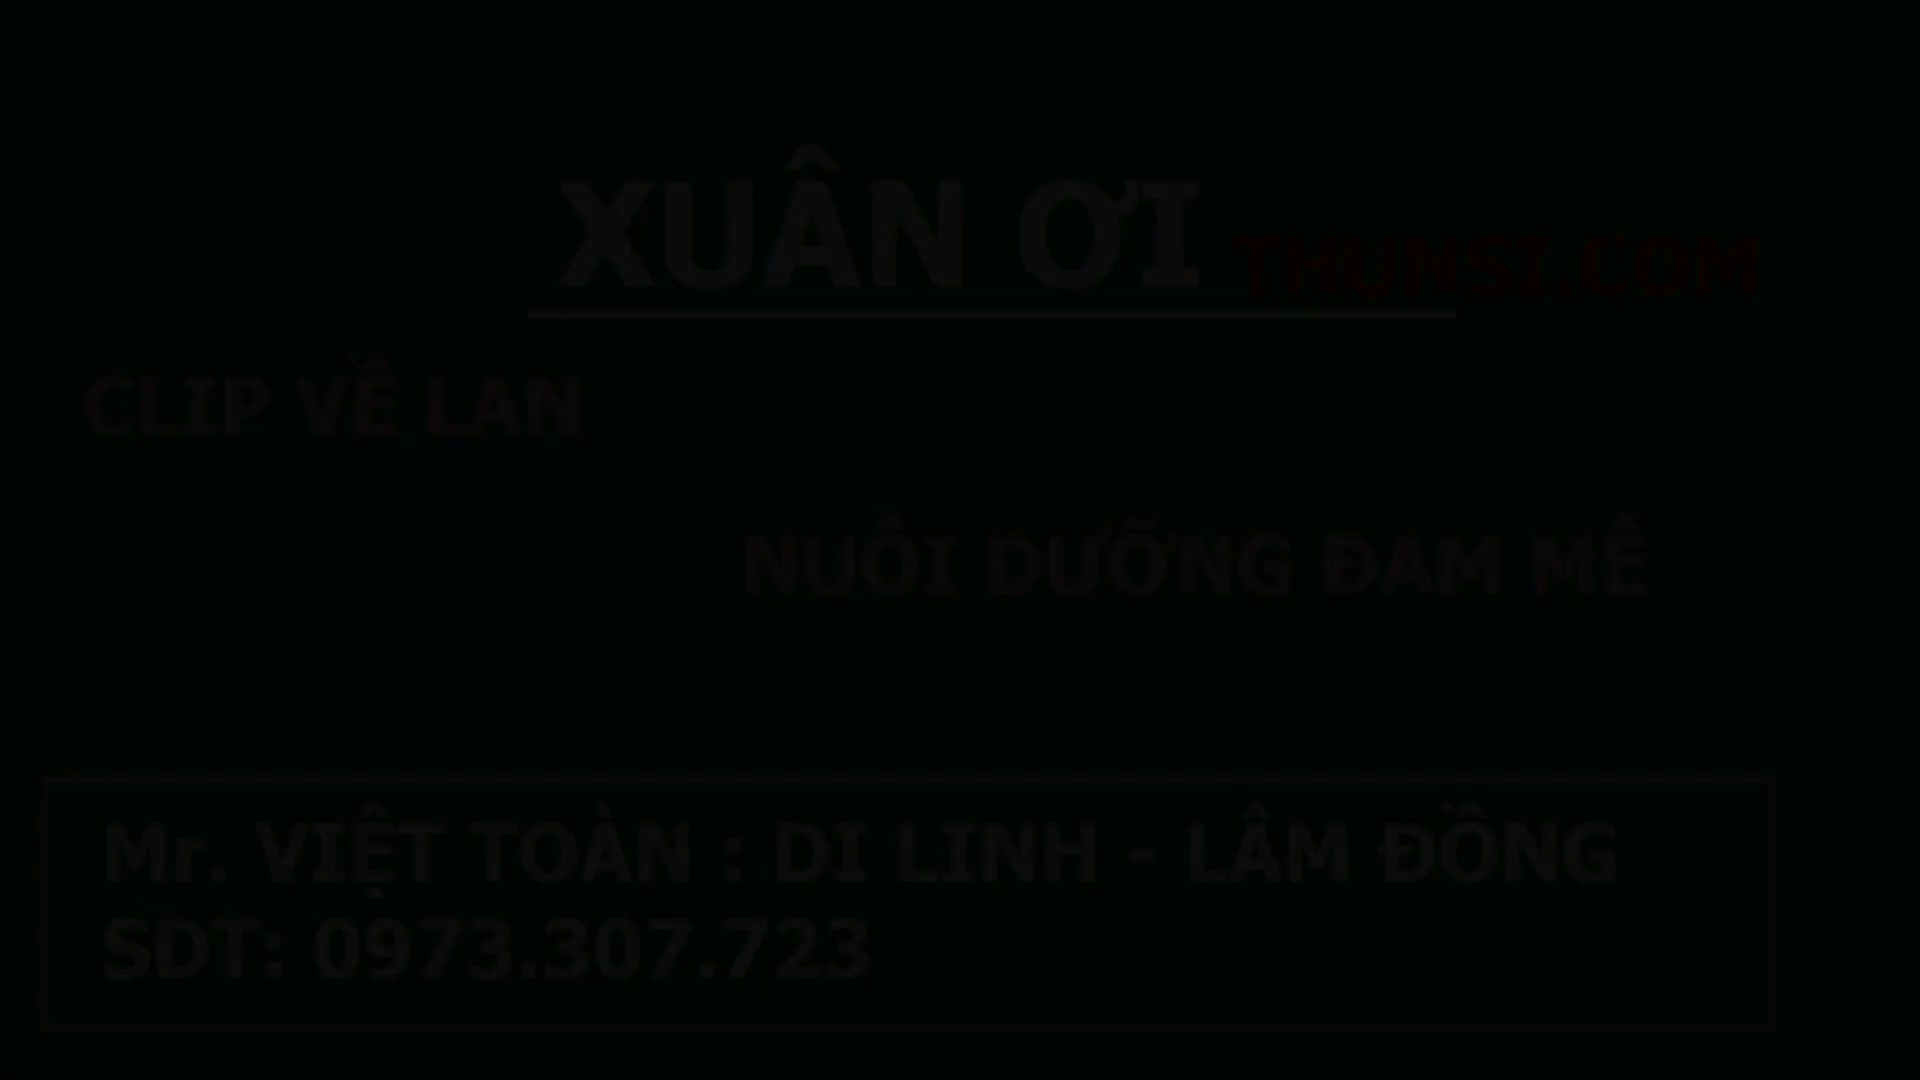 XUÂN ƠI THUNSI.COM
CLIP VỀ LAN
NUÔI DƯỠNG ĐAM MÊ
Mr. VIỆT TOÀN : DI LINH - LÂM ĐỒNG
SDT: 0973.307.723